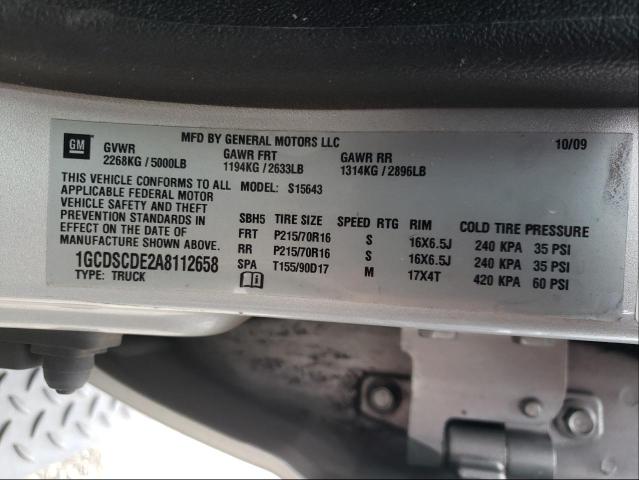 GM
MFD BY GENERAL MOTORS LLC 10/09
GVWR GAWR FRT GAWR RR
2268KG / 5000LB 1194KG / 2633LB 1314KG / 2896LB
THIS VEHICLE CONFORMS TO ALL MODEL: S15643
APPLICABLE FEDERAL MOTOR
VEHICLE SAFETY AND THEFT
PREVENTION STANDARDS IN
EFFECT ON THE DATE OF
MANUFACTURE SHOWN ABOVE.
1GCDSCDE2A8112658
TYPE: TRUCK
SBH5 TIRE SIZE SPEED RTG RIM COLD TIRE PRESSURE
FRT P215/70R16 S 16X6.5J 240 KPA 35 PSI
RR P215/70R16 S 16X6.5J 240 KPA 35 PSI
SPA T155/90D17 M 17X4T 420 KPA 60 PSI